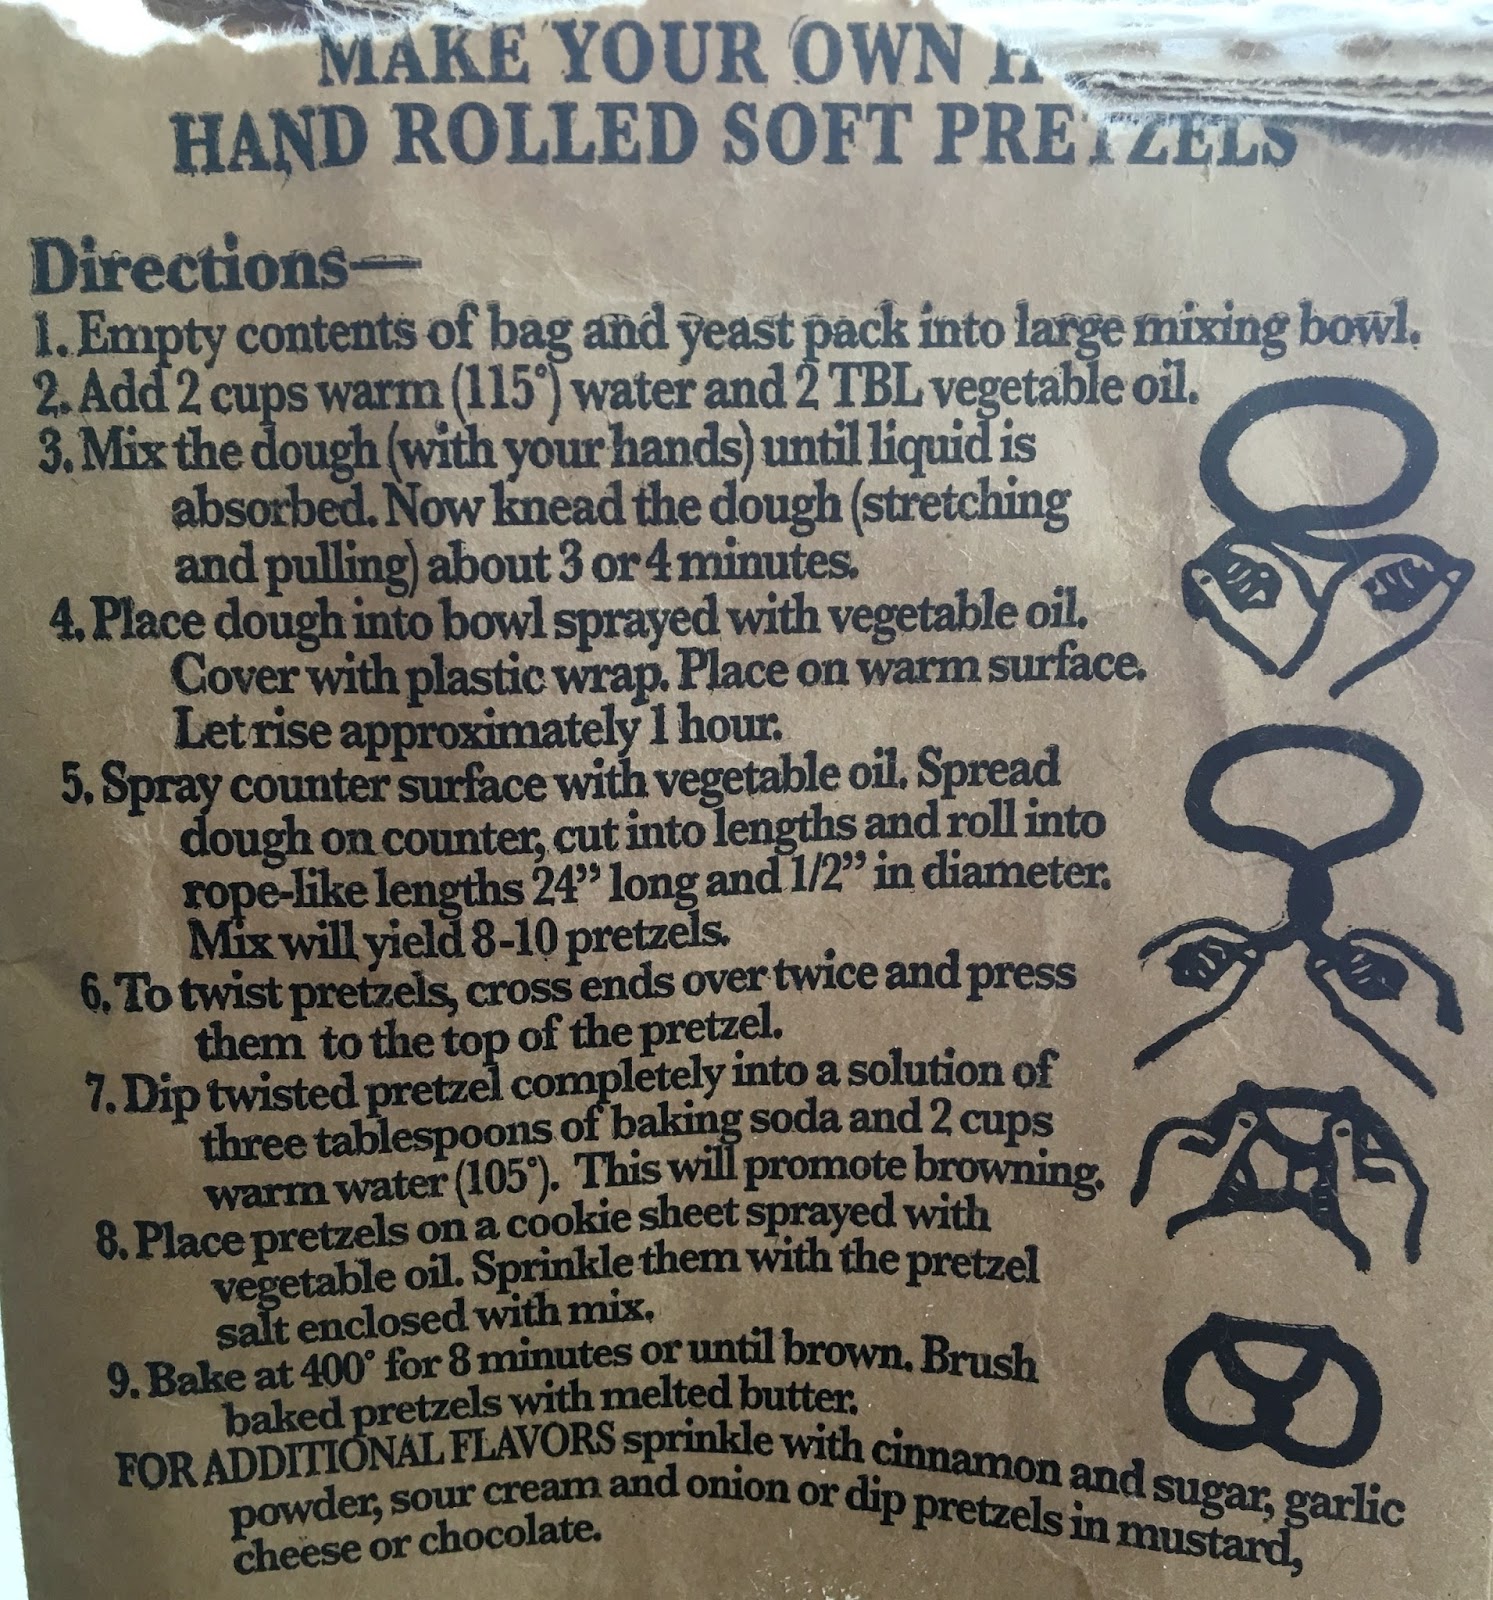 MAKE YOUR OWN
HAND ROLLED SOFT PRETZELS
Directions—
1. Empty contents of bag and yeast pack into large mixing bowl.
2. Add 2 cups warm (115°) water and 2 TBL vegetable oil.
3. Mix the dough (with your hands) until liquid is
absorbed. Now knead the dough (stretching
and pulling) about 3 or 4 minutes.
4. Place dough into bowl sprayed with vegetable oil.
Cover with plastic wrap. Place on warm surface.
Let rise approximately 1 hour.
5. Spray counter surface with vegetable oil. Spread
dough on counter, cut into lengths and roll into
rope-like lengths 24” long and 1/2” in diameter.
Mix will yield 8-10 pretzels.
6. To twist pretzels, cross ends over twice and press
them to the top of the pretzel.
7. Dip twisted pretzel completely into a solution of
three tablespoons of baking soda and 2 cups
warm water (105°). This will promote browning.
8. Place pretzels on a cookie sheet sprayed with
vegetable oil. Sprinkle them with the pretzel
salt enclosed with mix.
9. Bake at 400° for 8 minutes or until brown. Brush
baked pretzels with melted butter.
FOR ADDITIONAL FLAVORS sprinkle with cinnamon and sugar, garlic
powder, sour cream and onion or dip pretzels in mustard,
cheese or chocolate.